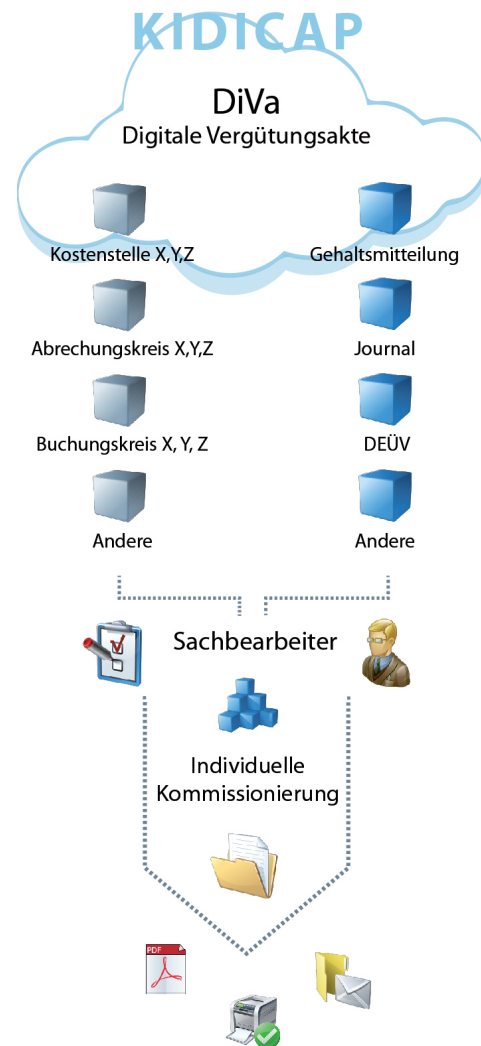 KIDICAP
DiVa
Digitale Vergütungsakte
Kostenstelle X,Y,Z
Gehaltsmitteilung
Abrechungskreis X,Y,Z
Journal
Buchungskreis X, Y, Z
DEÜV
Andere
Andere
Sachbearbeiter
Individuelle
Kommissionierung
PDF